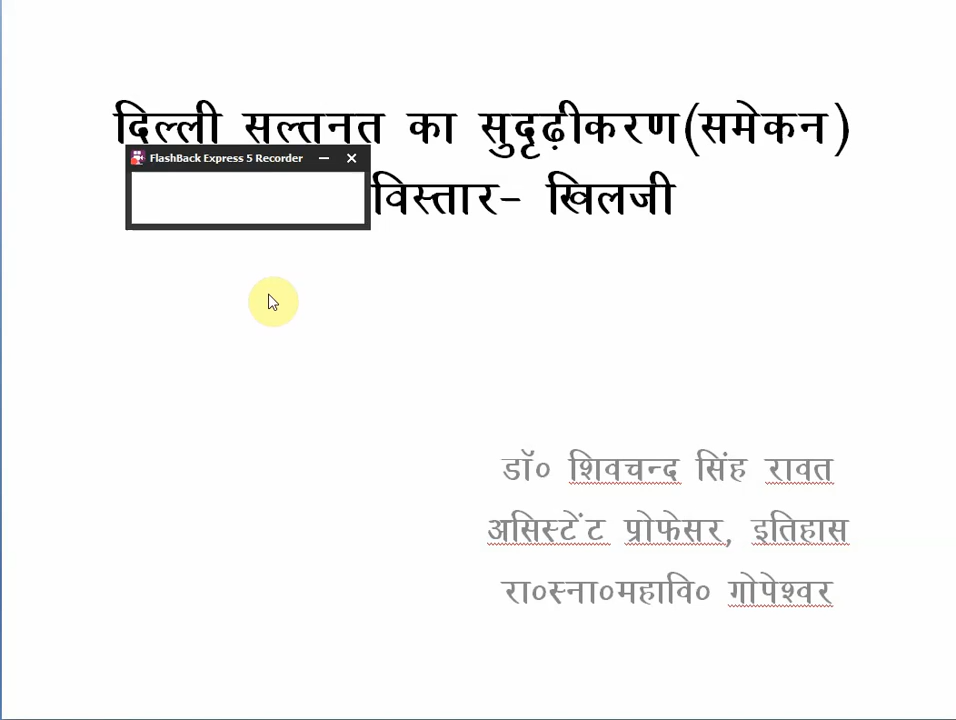 दिल्ली सल्तनत का सुदृढ़ीकरण(समेकन)
FlashBack Express 5 Recorder
विस्तार- खिलजी
डॉ० शिवचन्द सिंह रावत
असिस्टेंट प्रोफेसर, इतिहास
रा०स्ना०महावि० गोपेश्वर